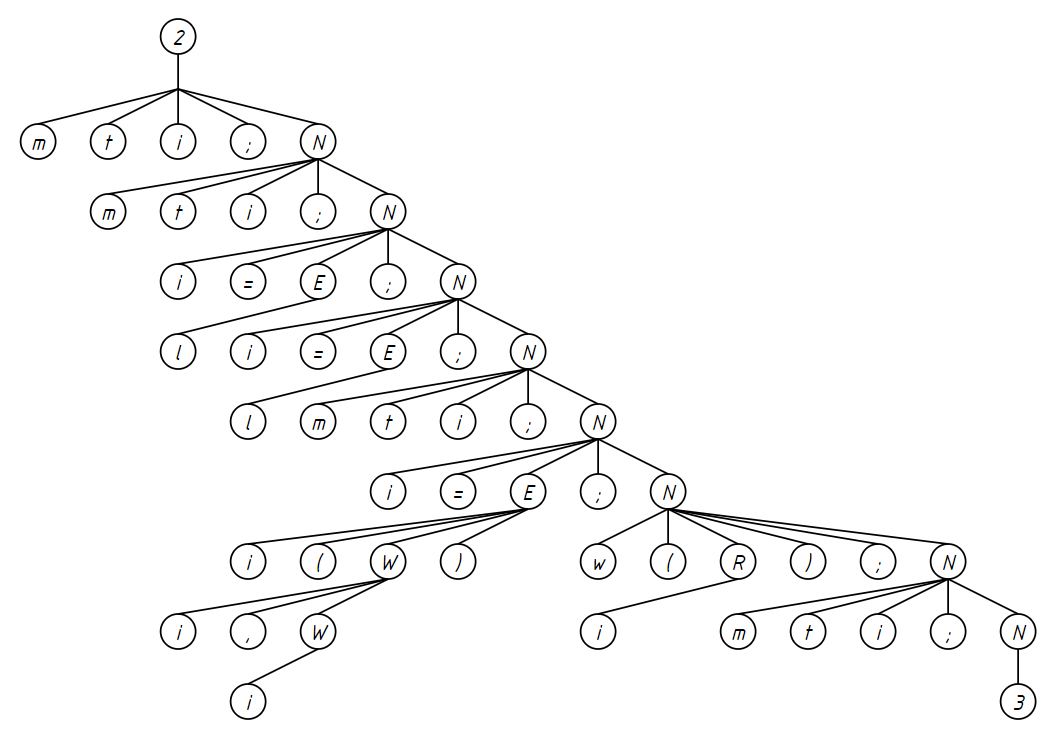 2
m t i ; N
m t i ; N
i = E ; N
l i = E ; N
l m t i ; N
i = E ; N
i ( W ) w ( R ) ; N
i , W i m t i ; N
i 3